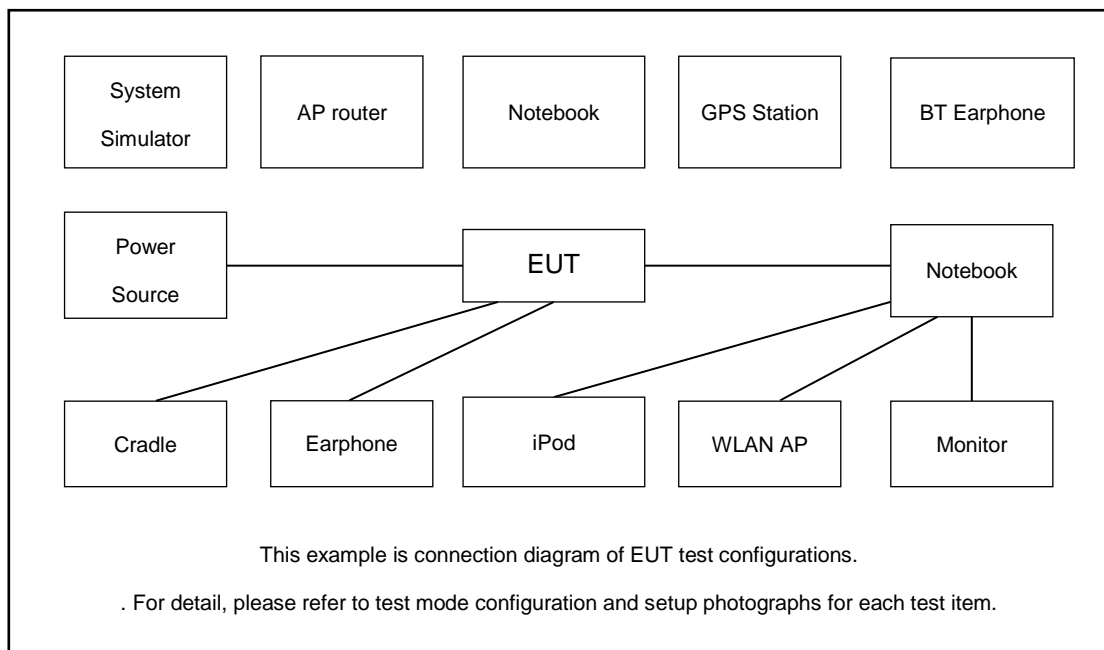 System
Simulator
AP router
Notebook
GPS Station
BT Earphone
Power
Source
EUT
Notebook
Cradle
Earphone
iPod
WLAN AP
Monitor
This example is connection diagram of EUT test configurations.
. For detail, please refer to test mode configuration and setup photographs for each test item.